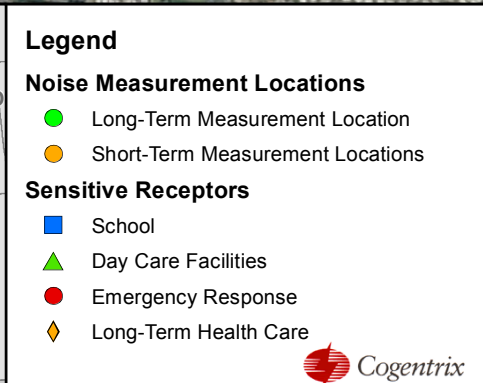 Legend
Noise Measurement Locations
Long-Term Measurement Location
Short-Term Measurement Locations
Sensitive Receptors
School
Day Care Facilities
Emergency Response
Long-Term Health Care
Cogentrix